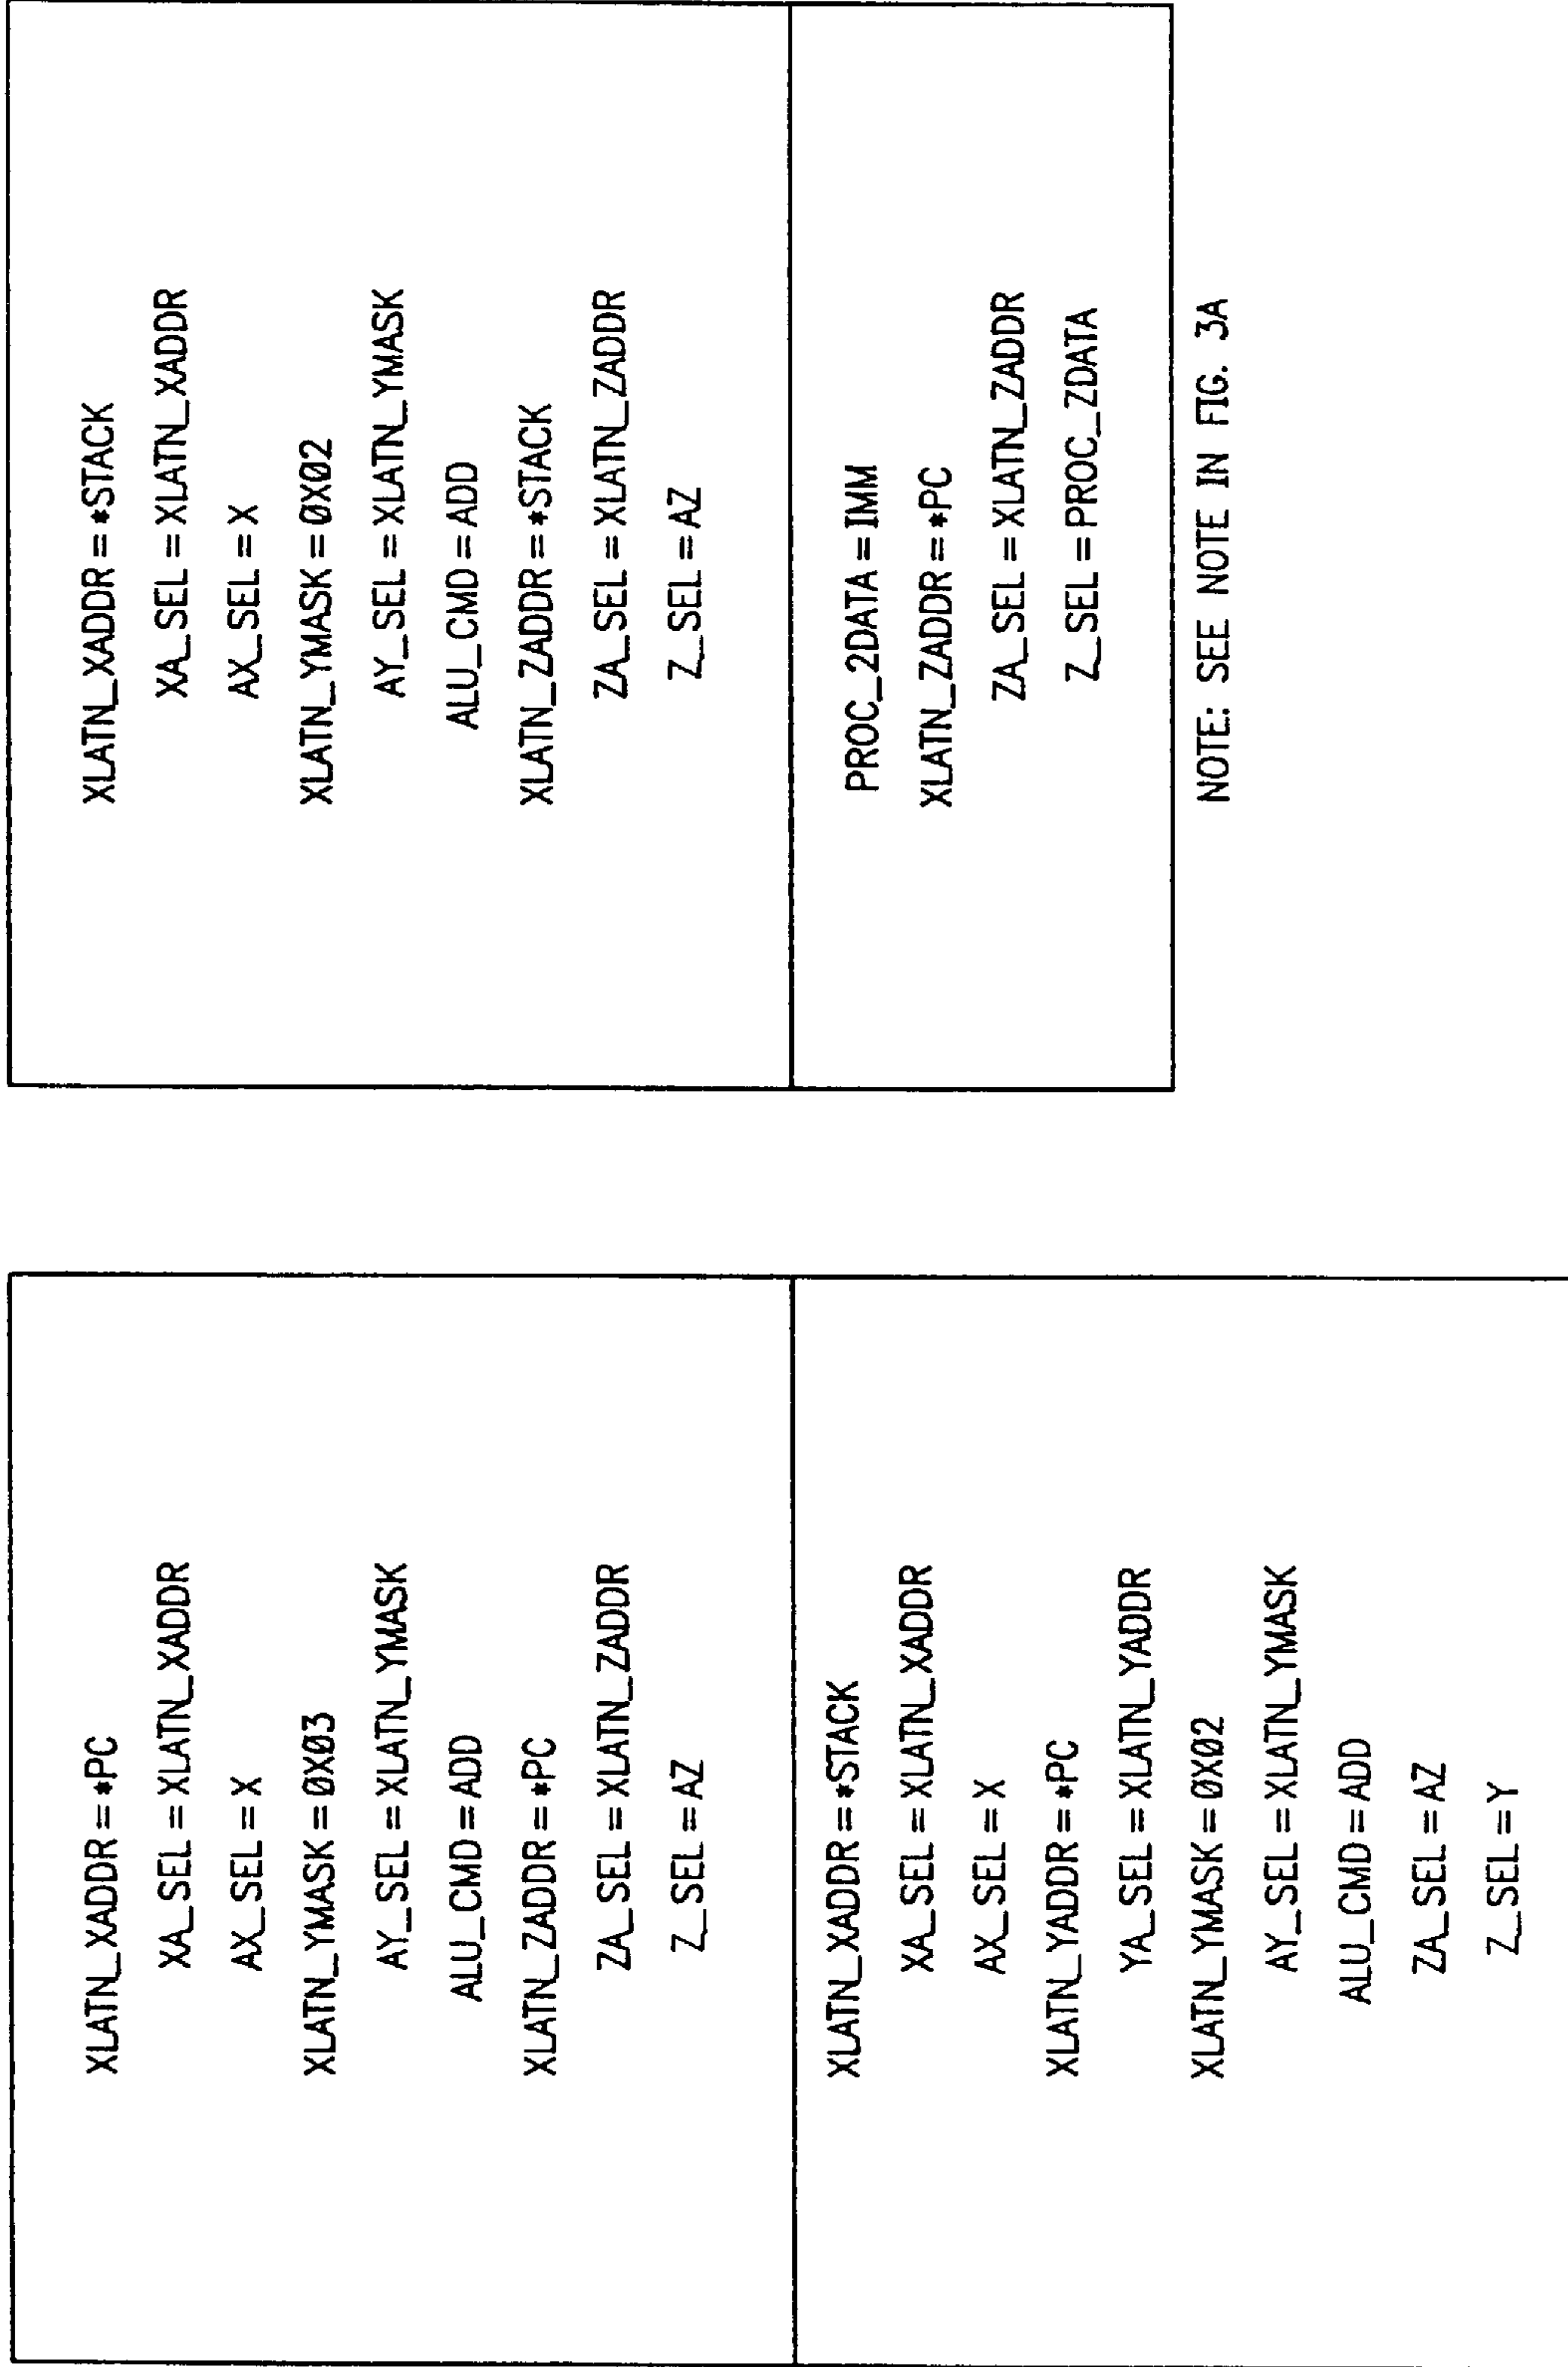 XLATN_XADDR = *PC
XA_SEL = XLATN_XADDR
AX_SEL = X
XLATN_YMASK = 0X03
AY_SEL = XLATN_YMASK
ALU_CMD = ADD
XLATN_ZADDR = *PC
ZA_SEL = XLATN_ZADDR
Z_SEL = AZ
XLATN_XADDR = *STACK
XA_SEL = XLATN_XADDR
AX_SEL = X
XLATN_YADDR = *PC
YA_SEL = XLATN_YADDR
XLATN_YMASK = 0X02
AY_SEL = XLATN_YMASK
ALU_CMD = ADD
ZA_SEL = AZ
Z_SEL = Y
XLATN_XADDR = *STACK
XA_SEL = XLATN_XADDR
AX_SEL = X
XLATN_YMASK = 0X02
AY_SEL = XLATN_YMASK
ALU_CMD = ADD
XLATN_ZADDR = *STACK
ZA_SEL = XLATN_ZADDR
Z_SEL = AZ
PROC_2DATA = IMM
XLATN_ZADDR = *PC
ZA_SEL = XLATN_ZADDR
Z_SEL = PROC_ZDATA
NOTE: SEE NOTE IN FIG. 3A